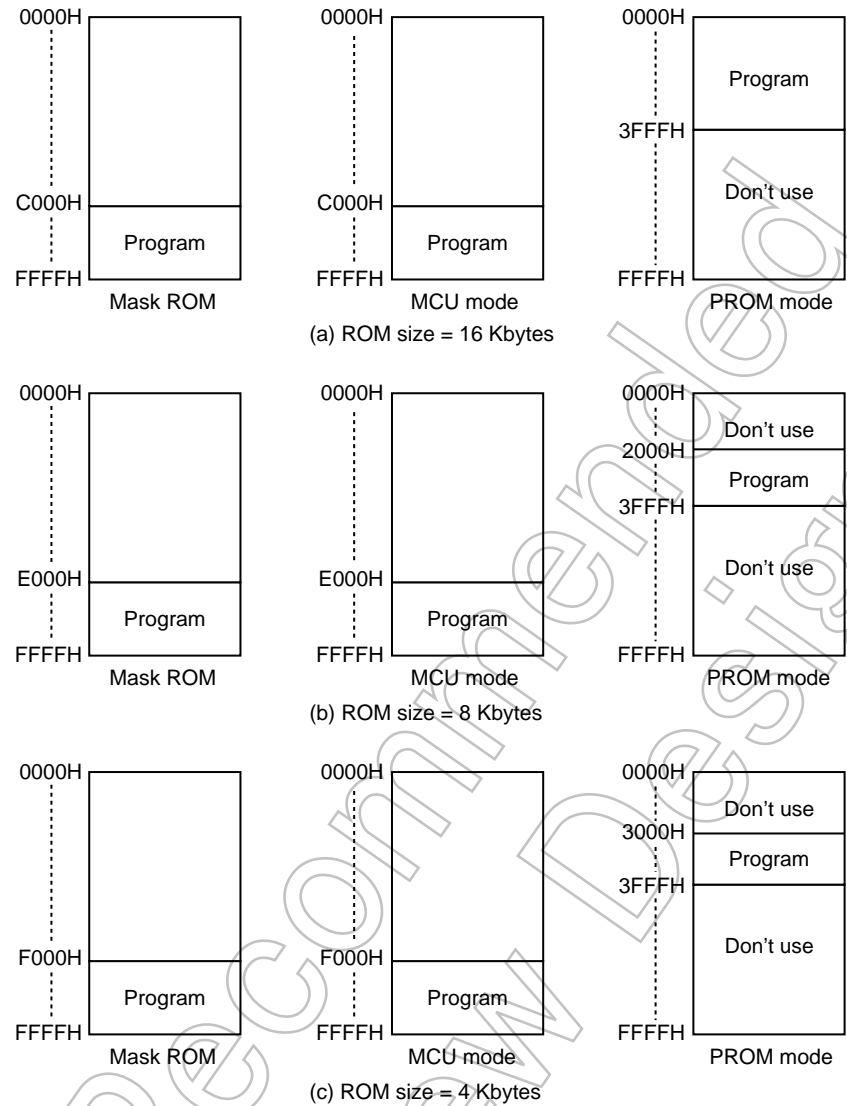 0000H 0000H 0000H
Program
3FFFH
Don't use
C000H C000H
Program Program
FFFFH FFFFH FFFFH
Mask ROM MCU mode PROM mode
(a) ROM size = 16 Kbytes
0000H 0000H 0000H
Don't use
2000H
Program
3FFFH
Don't use
E000H E000H
Program Program
FFFFH FFFFH FFFFH
Mask ROM MCU mode PROM mode
(b) ROM size = 8 Kbytes
0000H 0000H 0000H
Don't use
3000H
Program
3FFFH
Don't use
F000H F000H
Program Program
FFFFH FFFFH FFFFH
Mask ROM MCU mode PROM mode
(c) ROM size = 4 Kbytes
Recommended
Design